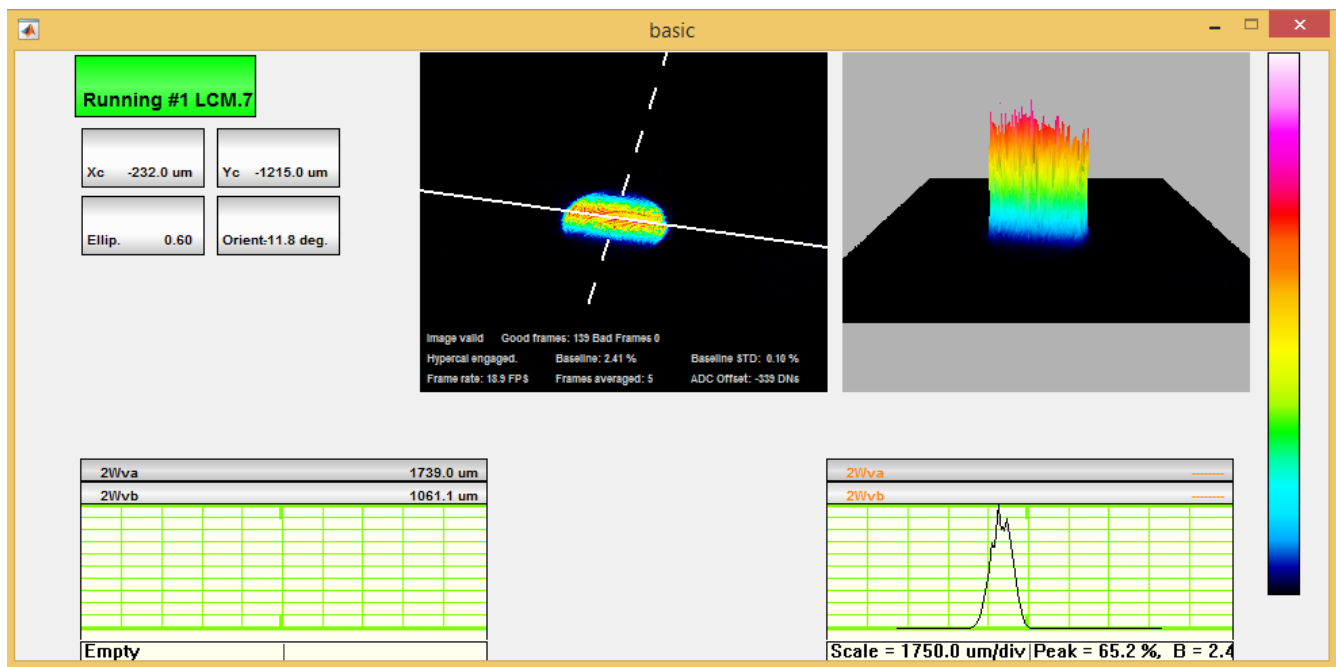 basic
Running #1 LCM.7
Xc -232.0 um
Yc -1215.0 um
Ellip. 0.60
Orient-11.8 deg.
Image valid Good frames: 139 Bad Frames 0
Hypercal engaged. Baseline: 2.41 % Baseline STD: 0.10 %
Frame rate: 18.9 FPS Frames averaged: 5 ADC Offset: -339 DNs
2Wva 1739.0 um
2Wvb 1061.1 um
Empty
2Wva --------
2Wvb --------
Scale = 1750.0 um/div Peak = 65.2 %, B = 2.4